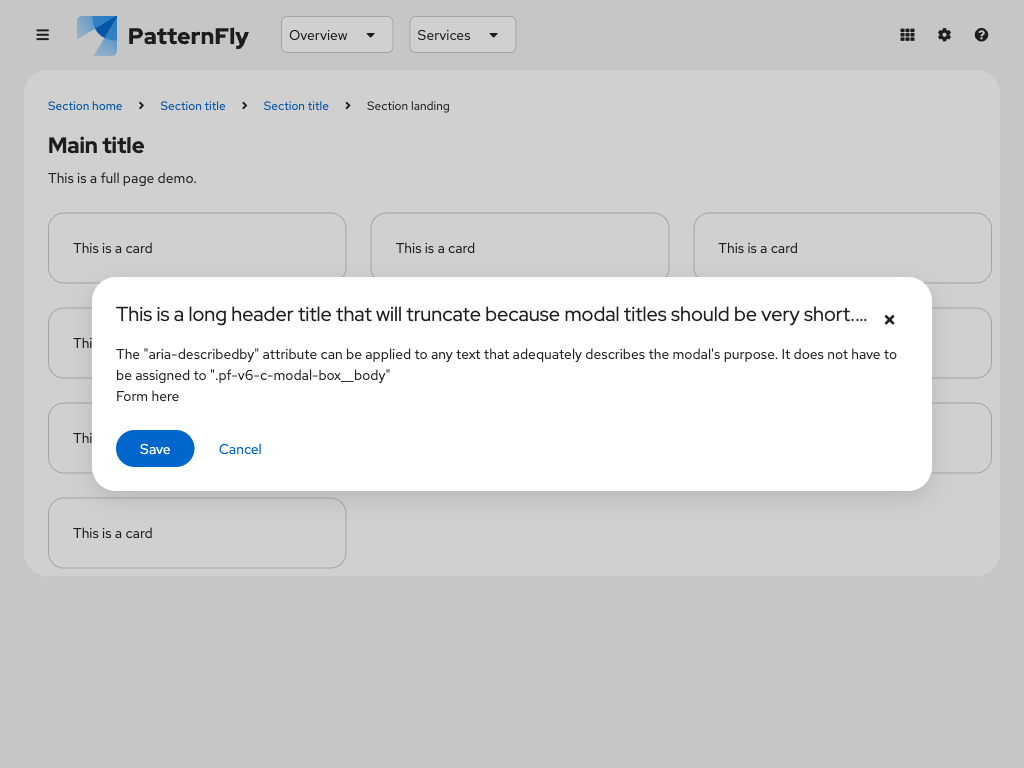 PatternFly
Overview
Services
Section home
Section title
Section title
Section landing
Main title
This is a full page demo.
This is a card
This is a card
This is a card
This is a long header title that will truncate because modal titles should be very short....
The "aria-describedby" attribute can be applied to any text that adequately describes the modal's purpose. It does not have to
be assigned to ".pf-v6-c-modal-box__body"
Form here
Save
Cancel
This is a card